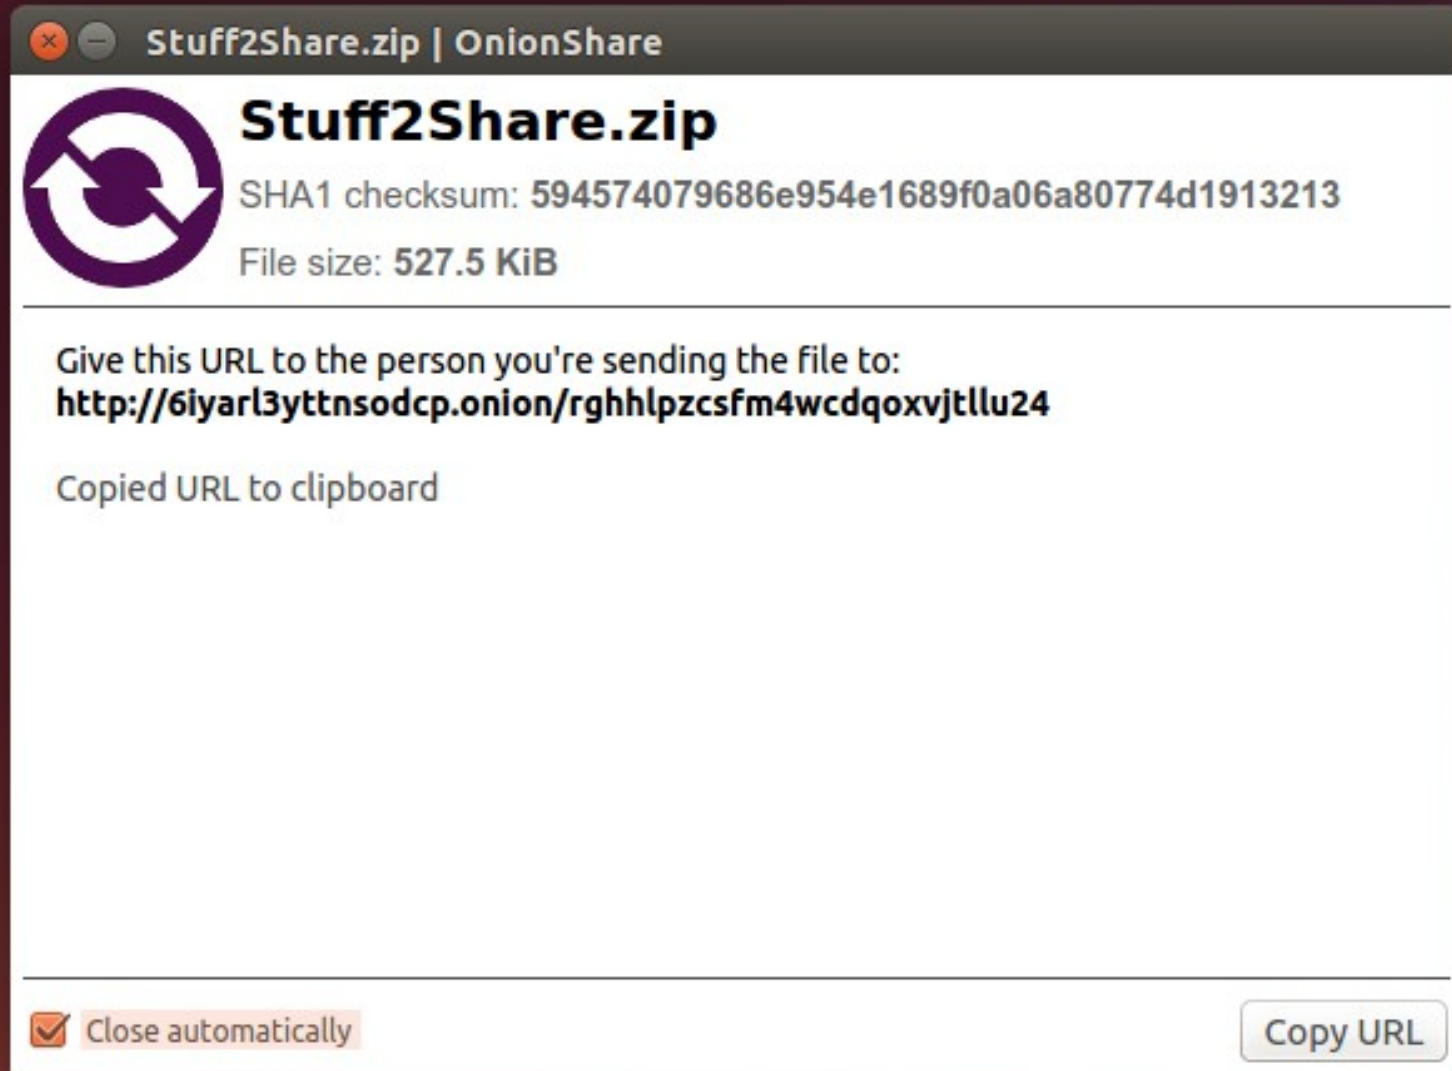 Stuff2Share.zip | OnionShare
Stuff2Share.zip
SHA1 checksum: 594574079686e954e1689f0a06a80774d1913213
File size: 527.5 KiB
Give this URL to the person you're sending the file to:
http://6iyarl3yttnsodcp.onion/rghhlpzcsfm4wcdqoxvjtllu24
Copied URL to clipboard
Close automatically
Copy URL